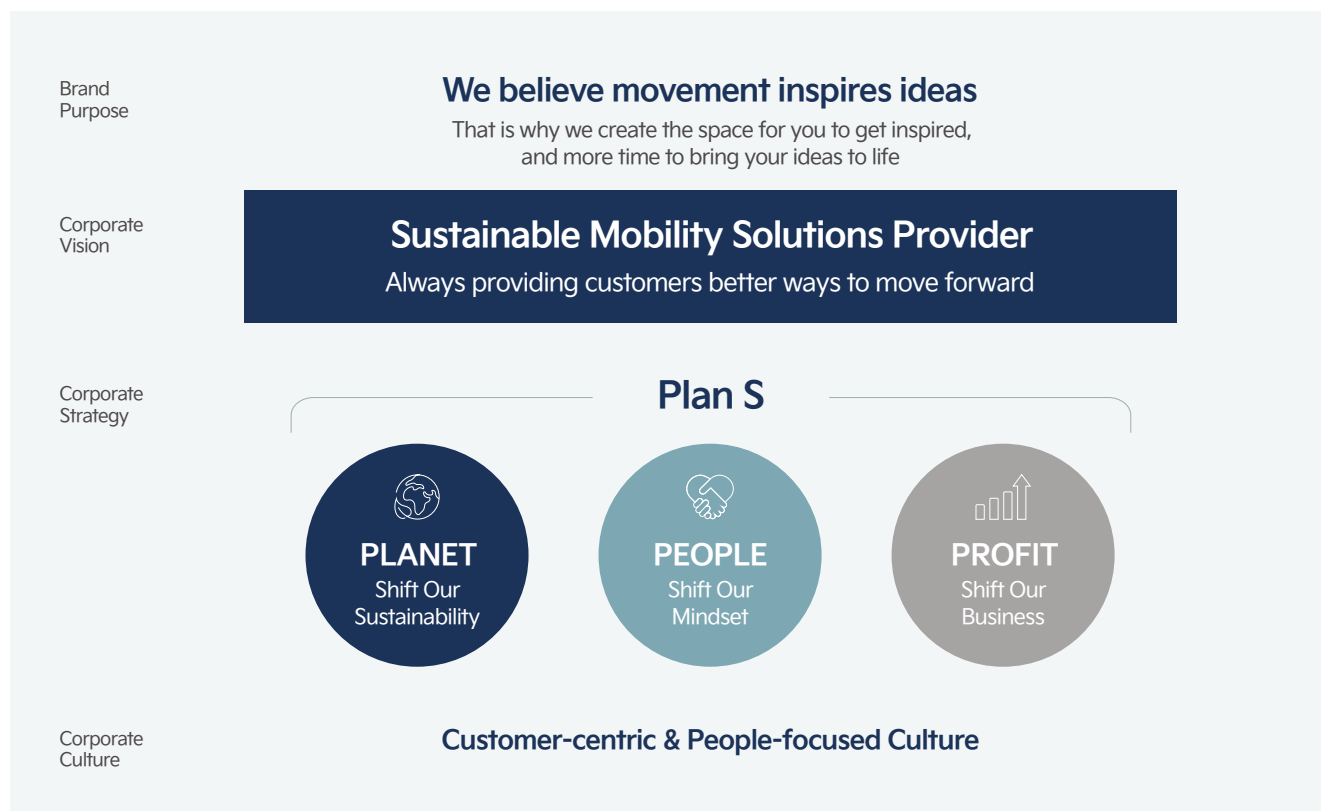 Brand
Purpose
We believe movement inspires ideas
That is why we create the space for you to get inspired,
and more time to bring your ideas to life
Corporate
Vision
Sustainable Mobility Solutions Provider
Always providing customers better ways to move forward
Corporate
Strategy
Plan S
PLANET
Shift Our
Sustainability
PEOPLE
Shift Our
Mindset
PROFIT
Shift Our
Business
Corporate
Culture
Customer-centric & People-focused Culture